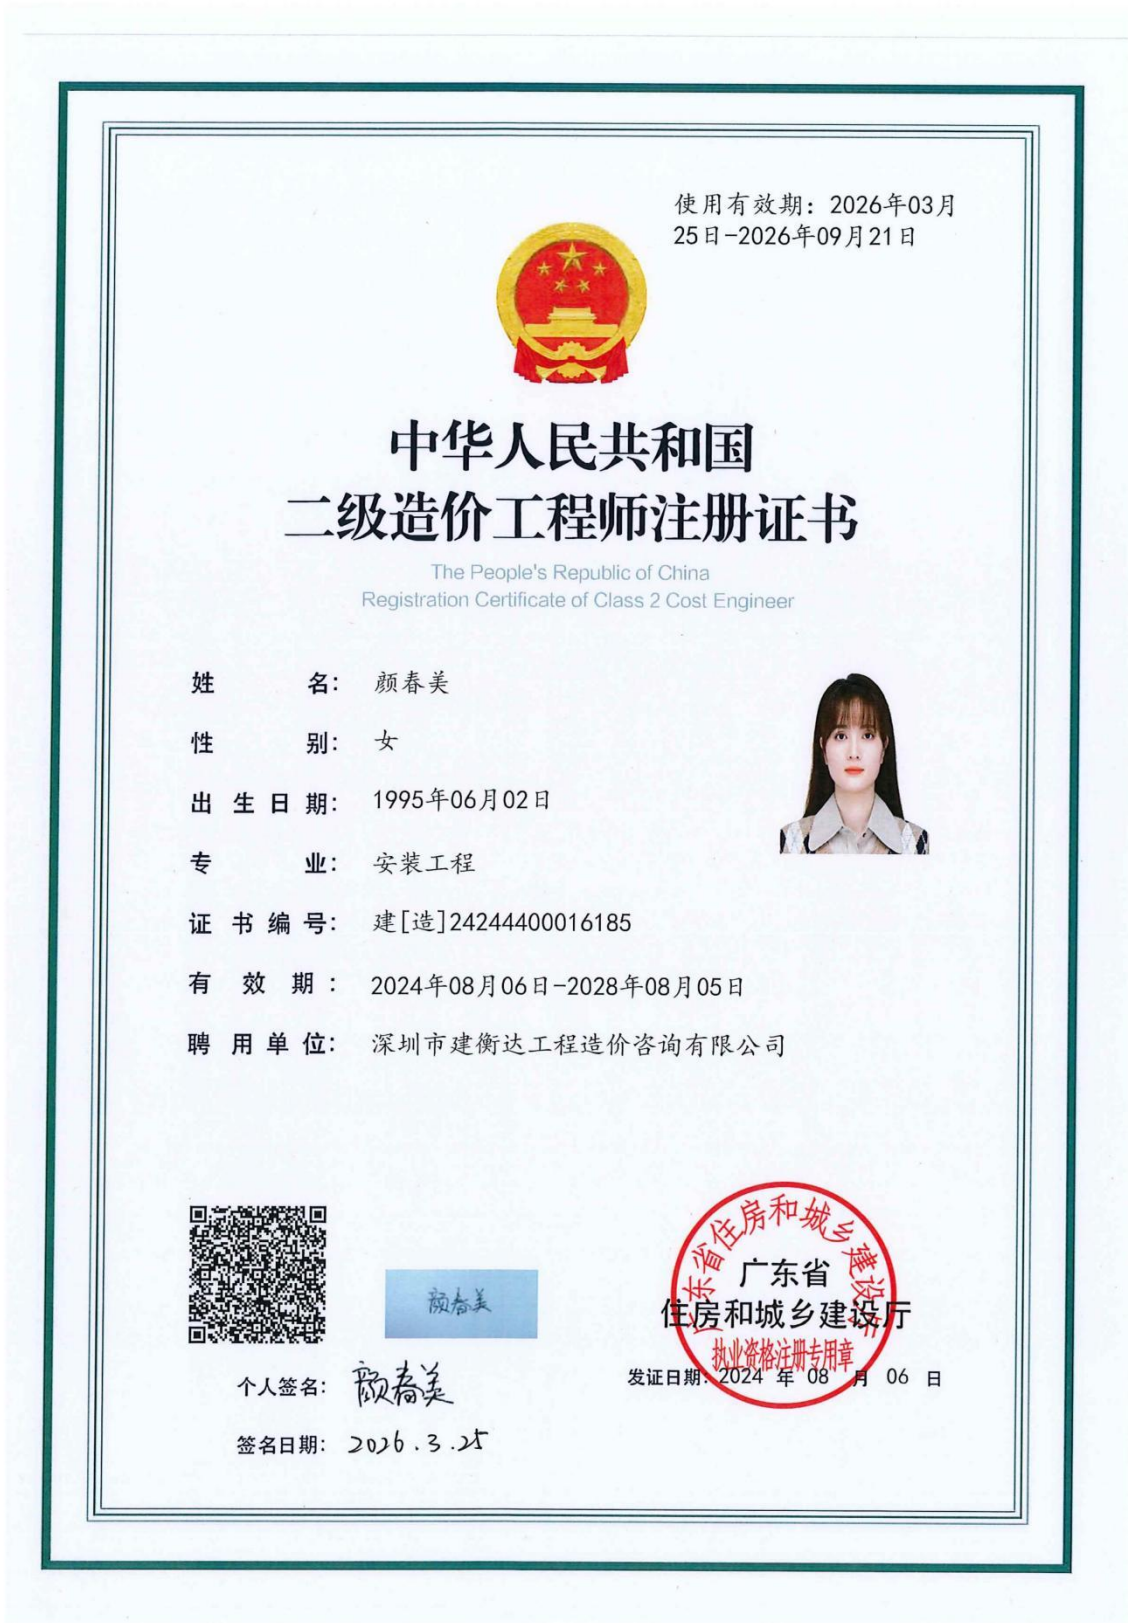 使用有效期：2026年03月
25日-2026年09月21日
中华人民共和国
二级造价工程师注册证书
The People's Republic of China
Registration Certificate of Class 2 Cost Engineer
姓名：颜春美
性别：女
出生日期：1995年06月02日
专业：安装工程
证书编号：建[造]24244400016185
有效期：2024年08月06日-2028年08月05日
聘用单位：深圳市建衡达工程造价咨询有限公司
颜春美
广东省住房和城乡建设厅
广东省
住房和城乡建设厅
执业资格注册专用章
个人签名：颜春美
发证日期：2024年08月06日
签名日期：2026.3.25